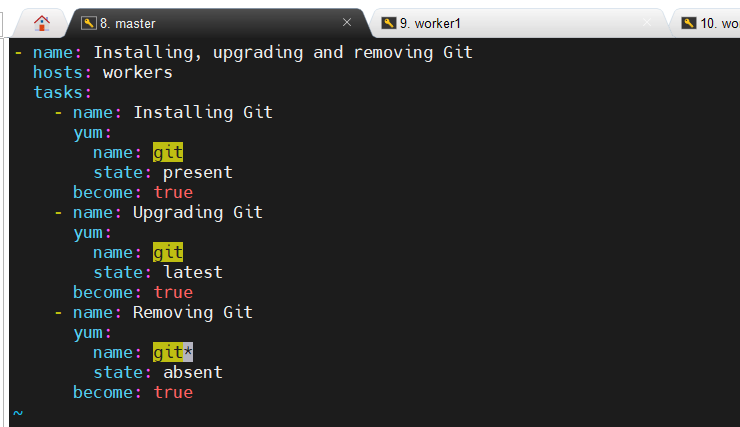 8. master
9. worker1
10. wo
- name: Installing, upgrading and removing Git
  hosts: workers
  tasks:
    - name: Installing Git
      yum:
        name: git
        state: present
      become: true
    - name: Upgrading Git
      yum:
        name: git
        state: latest
      become: true
    - name: Removing Git
      yum:
        name: git*
        state: absent
      become: true
~